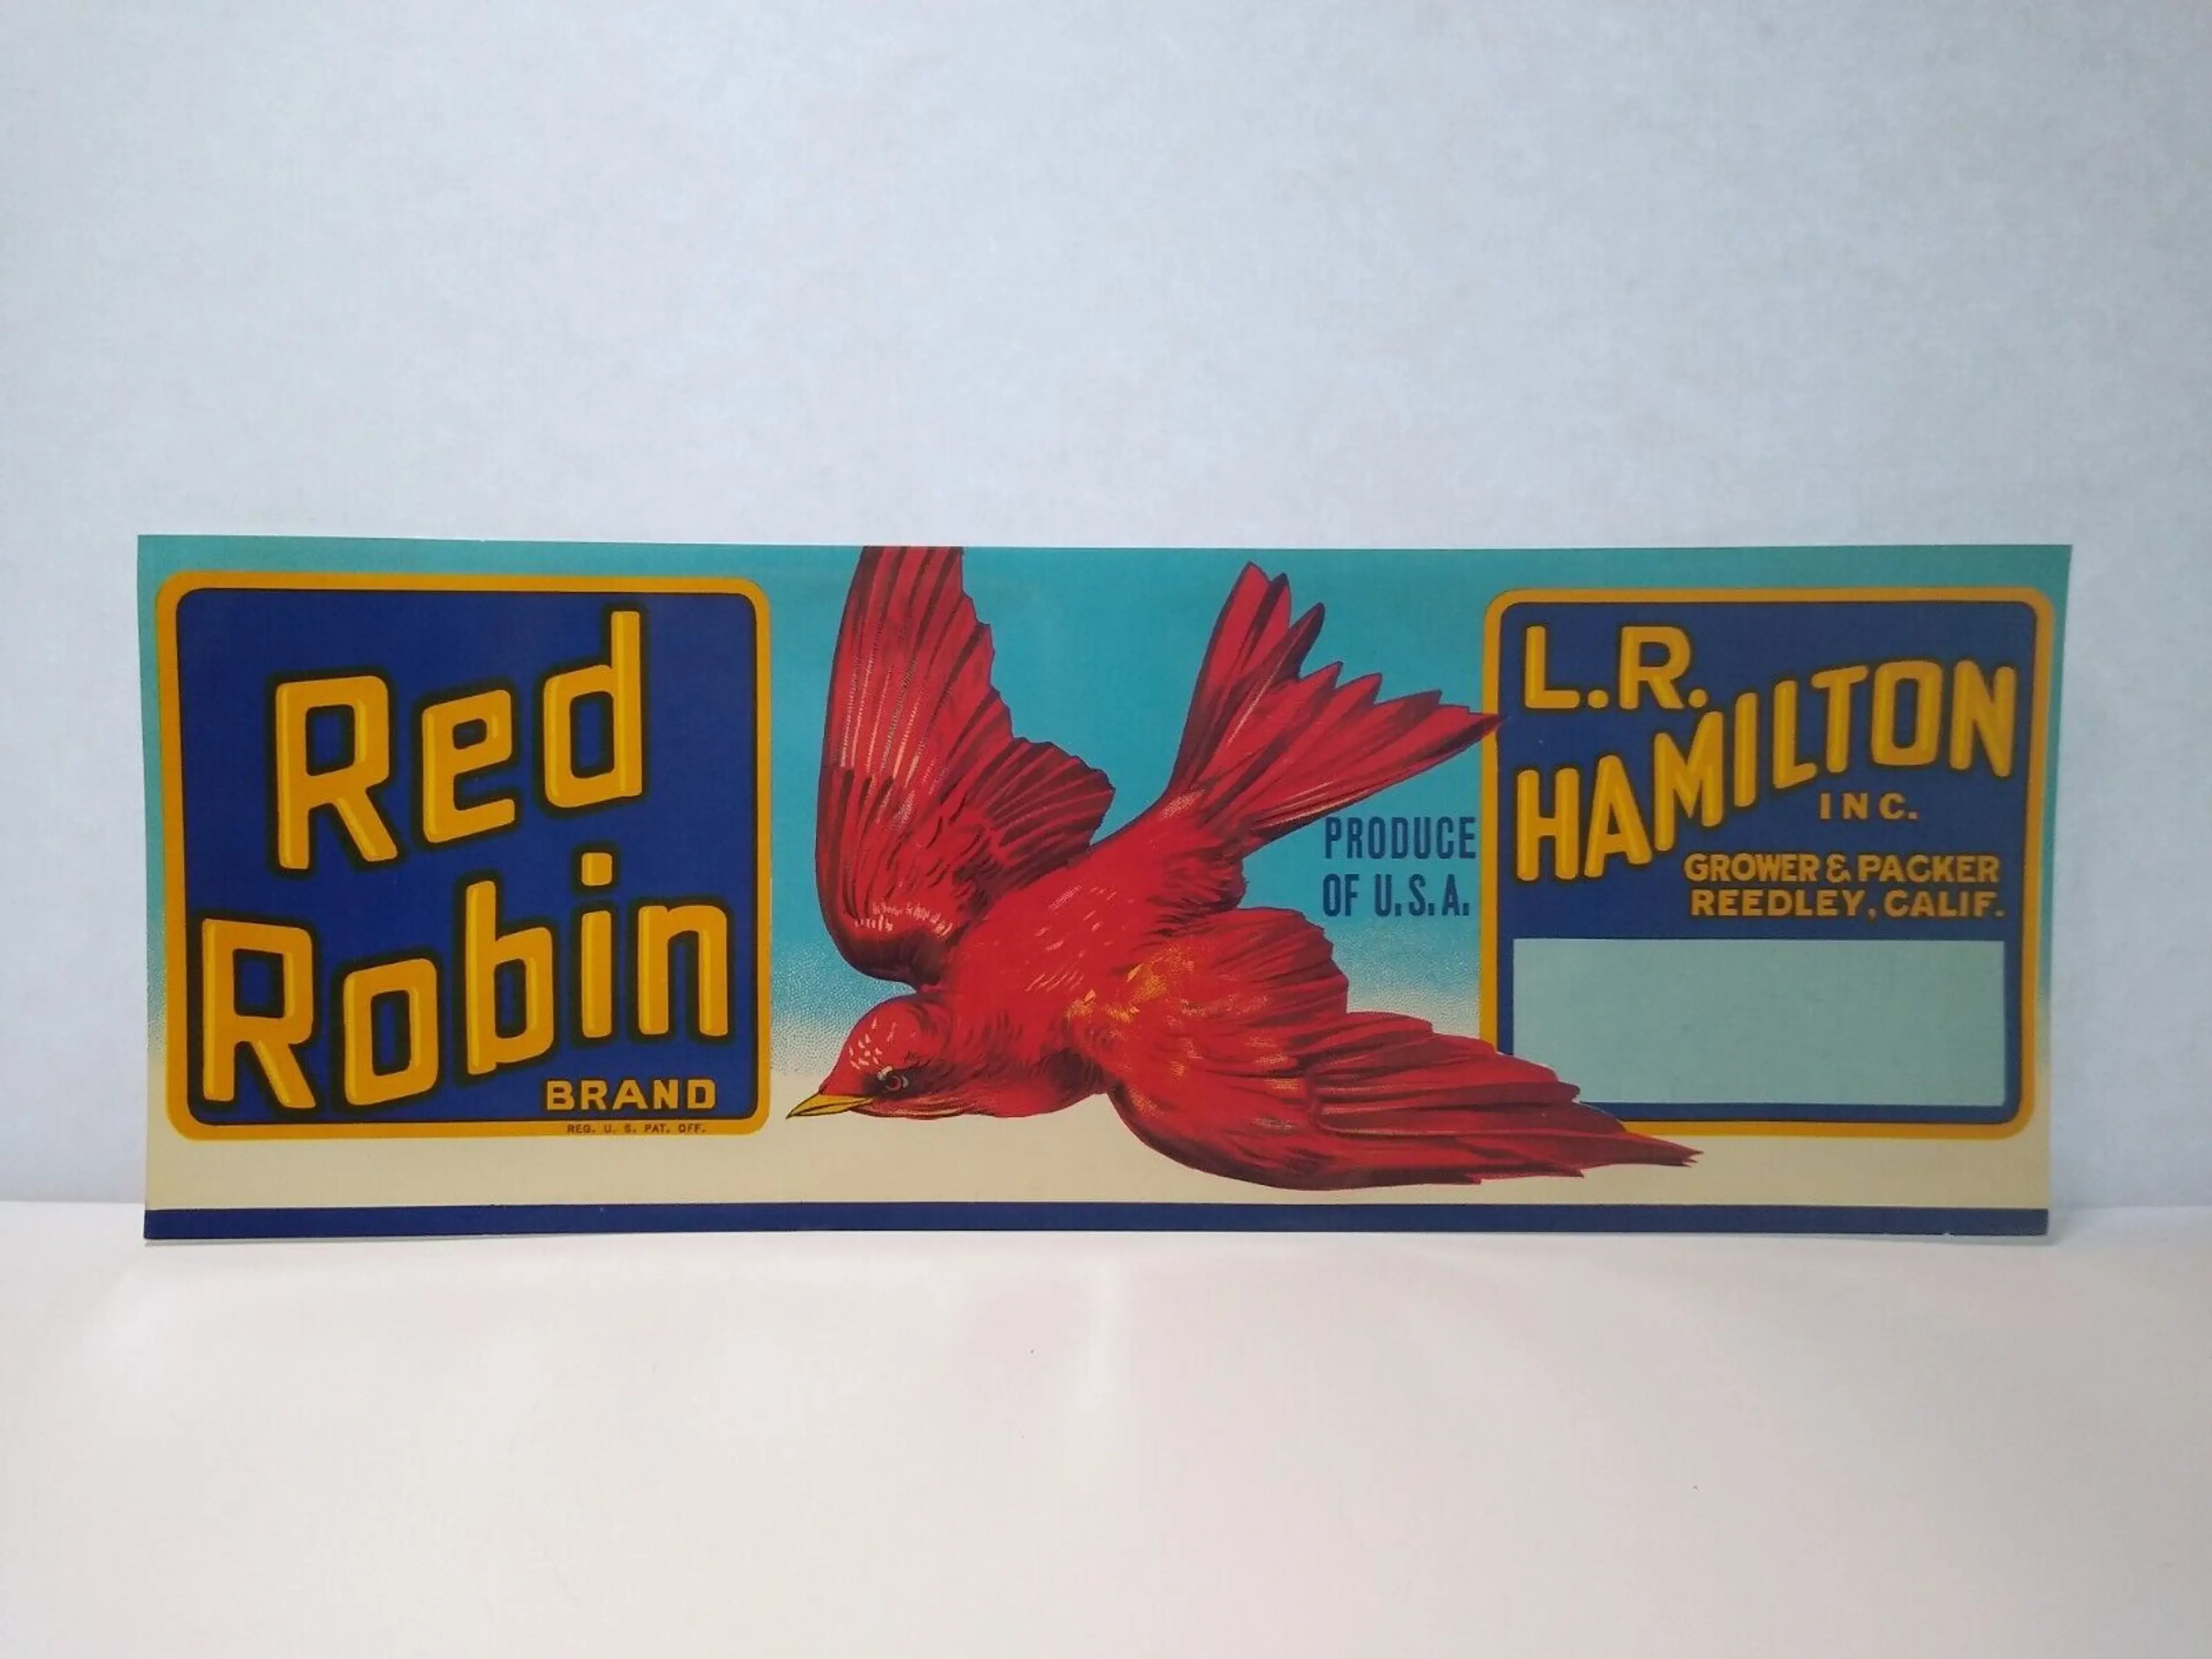 Red
Robin
BRAND
REG. U. S. PAT. OFF.
PRODUCE
OF U.S.A.
L.R.
HAMILTON
INC.
GROWER & PACKER
REEDLEY, CALIF.